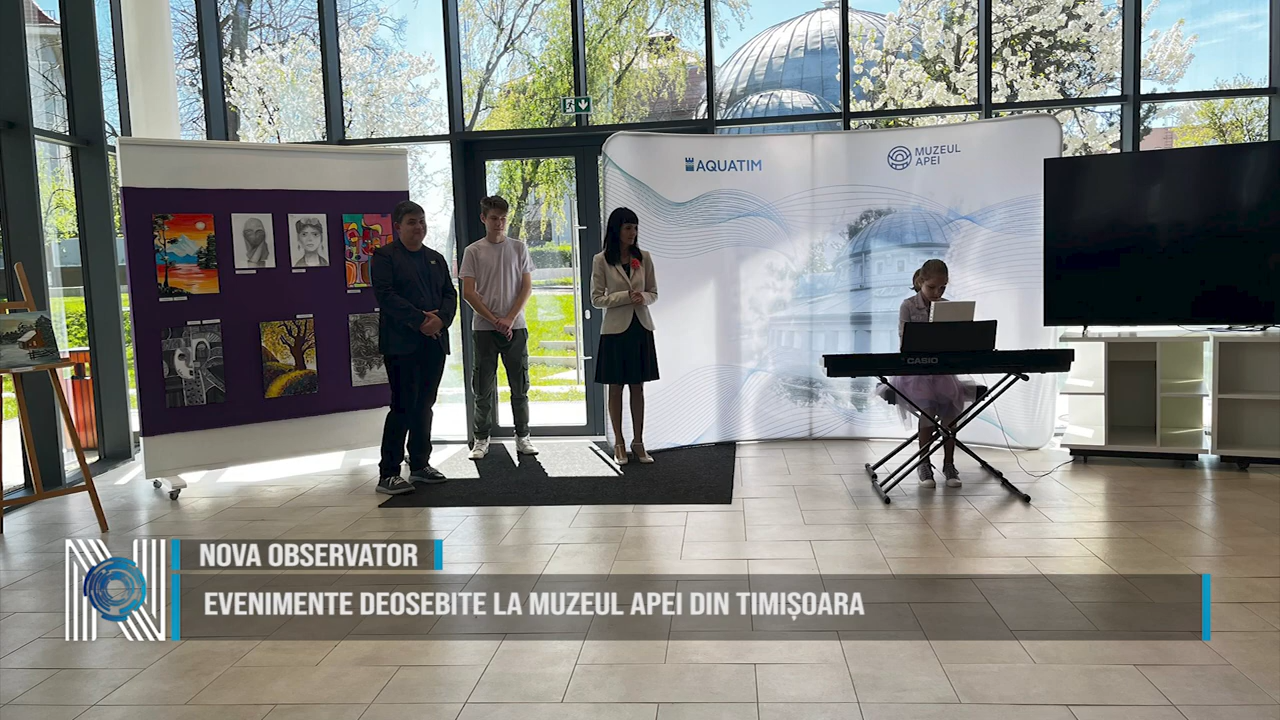 AQUATIM
MUZEUL
APEI
CASIO
NOVA OBSERVATOR
EVENIMENTE DEOSEBITE LA MUZEUL APEI DIN TIMIȘOARA